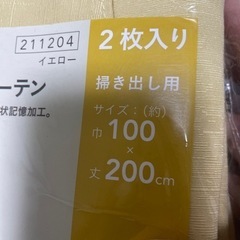 211204
イエロー
ーテン
状記憶加工。
2枚入り
掃き出し用
サイズ:(約)
巾100
×
丈200cm